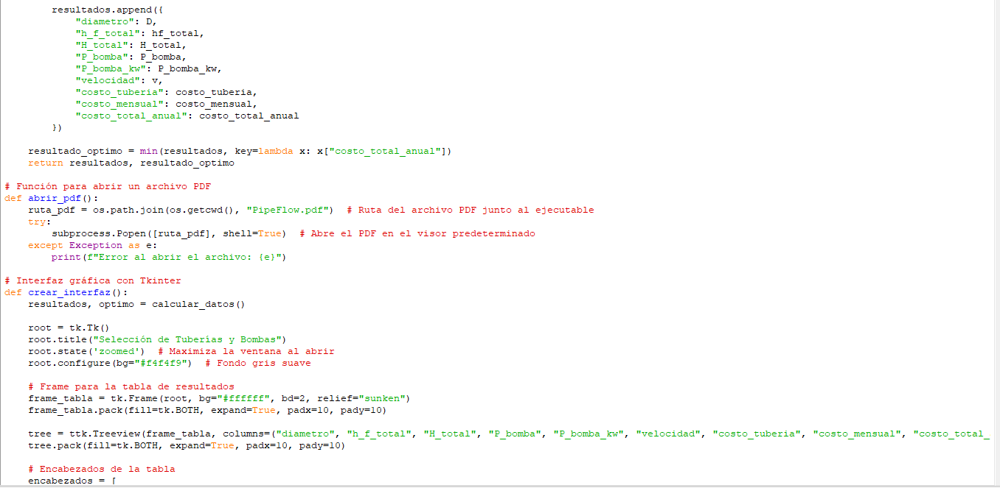 resultados.append({
            "diametro": D,
            "h_f_total": hf_total,
            "H_total": H_total,
            "P_bomba": P_bomba,
            "P_bomba_kw": P_bomba_kw,
            "velocidad": v,
            "costo_tuberia": costo_tuberia,
            "costo_mensual": costo_mensual,
            "costo_total_anual": costo_total_anual
        })

    resultado_optimo = min(resultados, key=lambda x: x["costo_total_anual"])
    return resultados, resultado_optimo

# Función para abrir un archivo PDF
def abrir_pdf():
    ruta_pdf = os.path.join(os.getcwd(), "PipeFlow.pdf")  # Ruta del archivo PDF junto al ejecutable
    try:
        subprocess.Popen([ruta_pdf], shell=True)  # Abre el PDF en el visor predeterminado
    except Exception as e:
        print(f"Error al abrir el archivo: {e}")

# Interfaz gráfica con Tkinter
def crear_interfaz():
    resultados, optimo = calcular_datos()

    root = tk.Tk()
    root.title("Selección de Tuberías y Bombas")
    root.state('zoomed')  # Maximiza la ventana al abrir
    root.configure(bg="#f4f4f9")  # Fondo gris suave

    # Frame para la tabla de resultados
    frame_tabla = tk.Frame(root, bg="#ffffff", bd=2, relief="sunken")
    frame_tabla.pack(fill=tk.BOTH, expand=True, padx=10, pady=10)

    tree = ttk.Treeview(frame_tabla, columns=("diametro", "h_f_total", "H_total", "P_bomba", "P_bomba_kw", "velocidad", "costo_tuberia", "costo_mensual", "costo_total_
    tree.pack(fill=tk.BOTH, expand=True, padx=10, pady=10)

    # Encabezados de la tabla
    encabezados = [